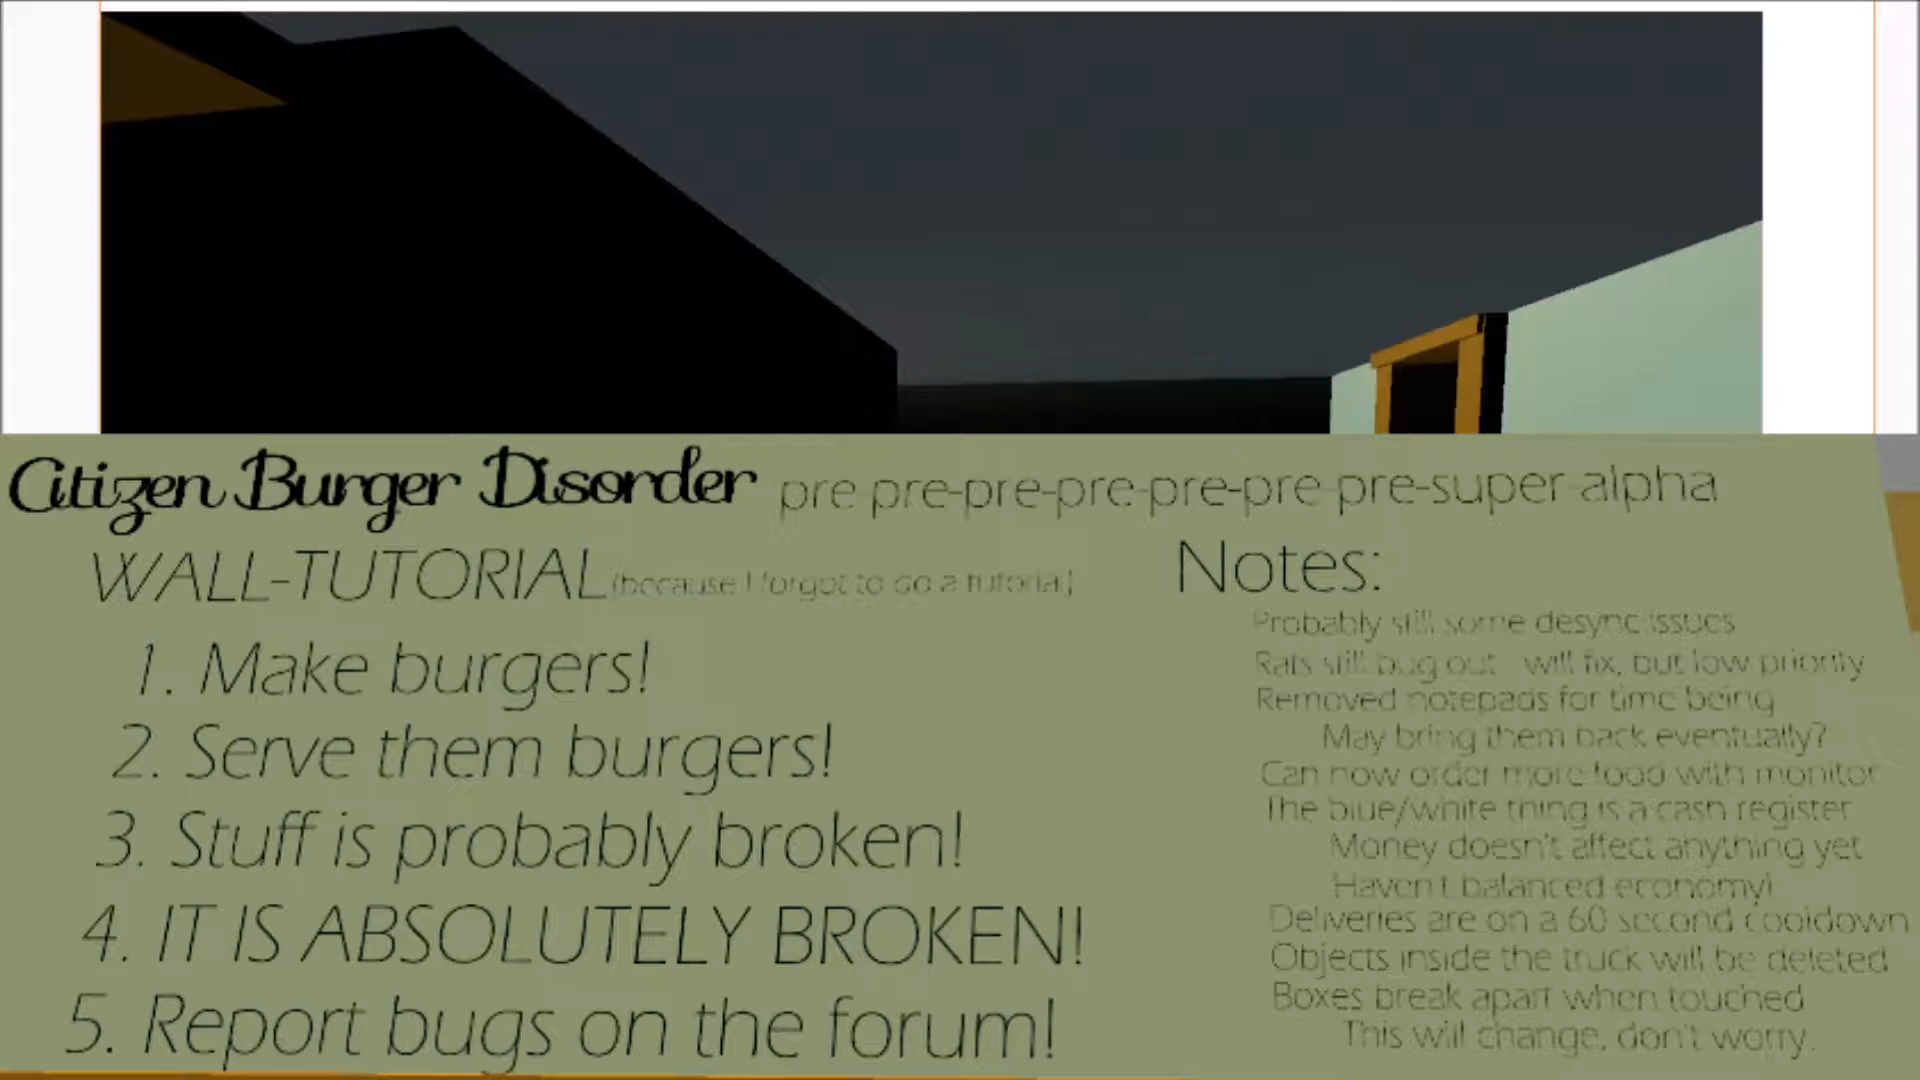 Citizen Burger Disorder pre pre-pre-pre-pre-pre pre-super-alpha
WALL-TUTORIAL (because I forgot to do a tutorial)
1. Make burgers!
2. Serve them burgers!
3. Stuff is probably broken!
4. IT IS ABSOLUTELY BROKEN!
5. Report bugs on the forum!
Notes:
Probably still some desync issues
Rats still bug out - will fix, but low priority
Removed notepads for time being
May bring them back eventually?
Can now order more food with monitor
The blue/white thing is a cash register
Money doesn't affect anything yet
Haven't balanced economy!
Deliveries are on a 60 second cooldown
Objects inside the truck will be deleted
Boxes break apart when touched
This will change, don't worry.